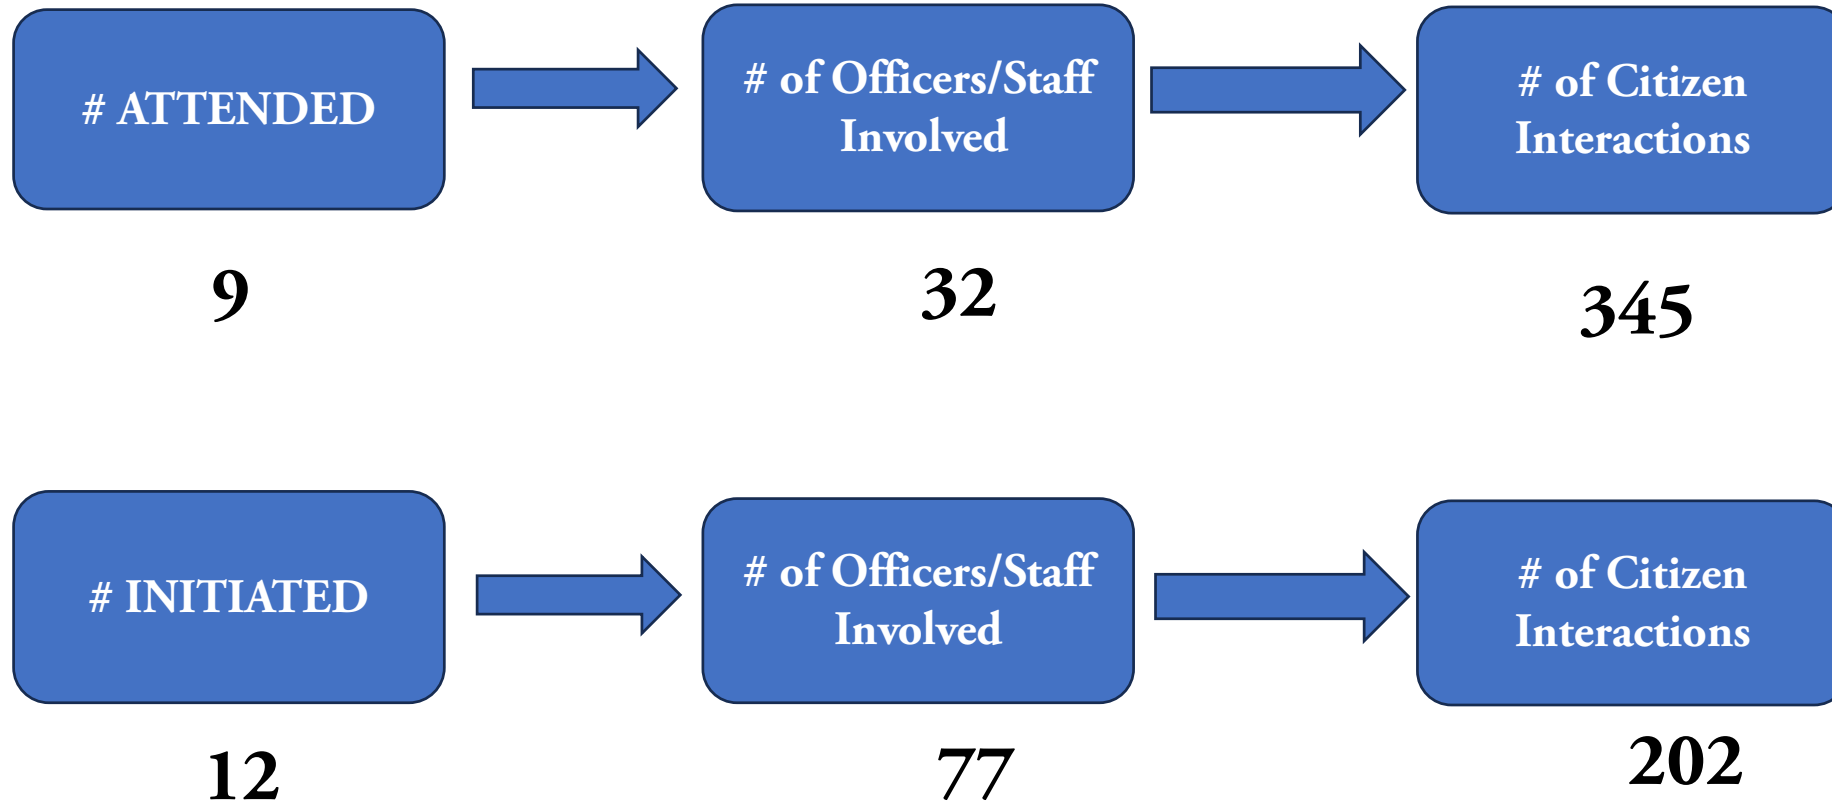 # ATTENDED
# of Officers/Staff
Involved
# of Citizen
Interactions
9
32
345
# INITIATED
# of Officers/Staff
Involved
# of Citizen
Interactions
12
77
202